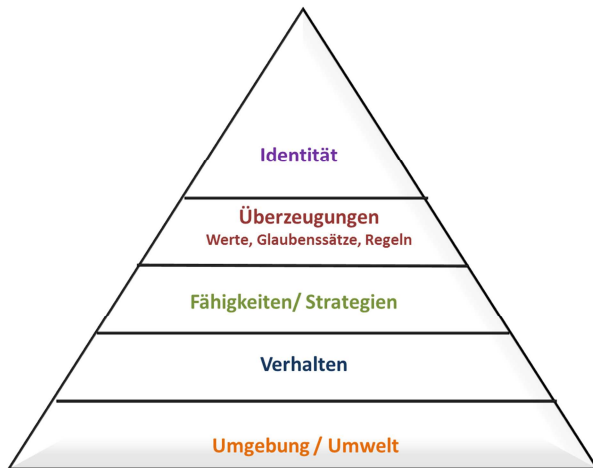 Identität
Überzeugungen
Werte, Glaubenssätze, Regeln
Fähigkeiten/ Strategien
Verhalten
Umgebung / Umwelt